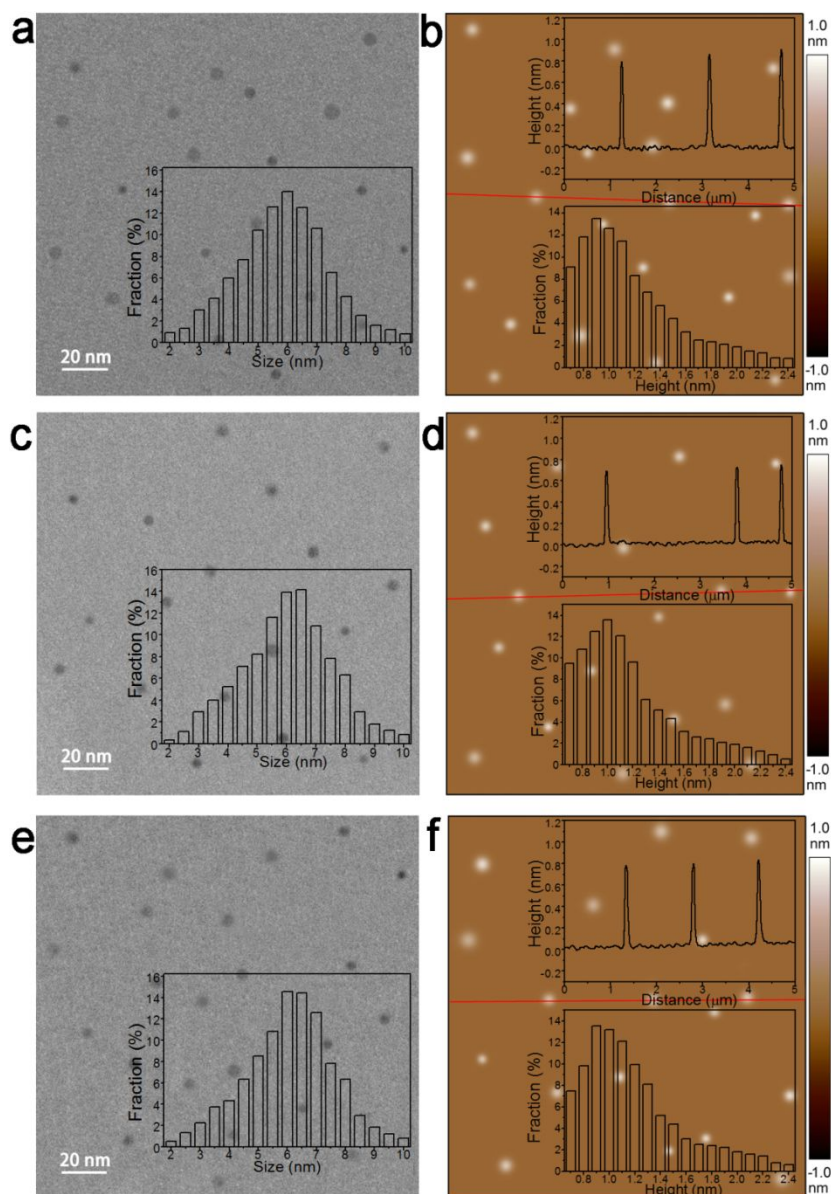 a
16
14
12
10
8
6
4
2
0
Fraction (%)
2 3 4 5 6 7 8 9 10
Size (nm)
20 nm
b
1.2
1.0
0.8
0.6
0.4
0.2
0.0
-0.2
Height (nm)
0 1 2 3 4 5
Distance (μm)
14
12
10
8
6
4
2
0
Fraction (%)
0.8 1.0 1.2 1.4 1.6 1.8 2.0 2.2 2.4
Height (nm)
1.0
nm
-1.0
nm
c
16
14
12
10
8
6
4
2
0
Fraction (%)
2 3 4 5 6 7 8 9 10
Size (nm)
20 nm
d
1.2
1.0
0.8
0.6
0.4
0.2
0.0
-0.2
Height (nm)
0 1 2 3 4 5
Distance (μm)
14
12
10
8
6
4
2
0
Fraction (%)
0.8 1.0 1.2 1.4 1.6 1.8 2.0 2.2 2.4
Height (nm)
1.0
nm
-1.0
nm
e
16
14
12
10
8
6
4
2
0
Fraction (%)
2 3 4 5 6 7 8 9 10
Size (nm)
20 nm
f
1.2
1.0
0.8
0.6
0.4
0.2
0.0
-0.2
Height (nm)
0 1 2 3 4 5
Distance (μm)
14
12
10
8
6
4
2
0
Fraction (%)
0.8 1.0 1.2 1.4 1.6 1.8 2.0 2.2 2.4
Height (nm)
1.0
nm
-1.0
nm